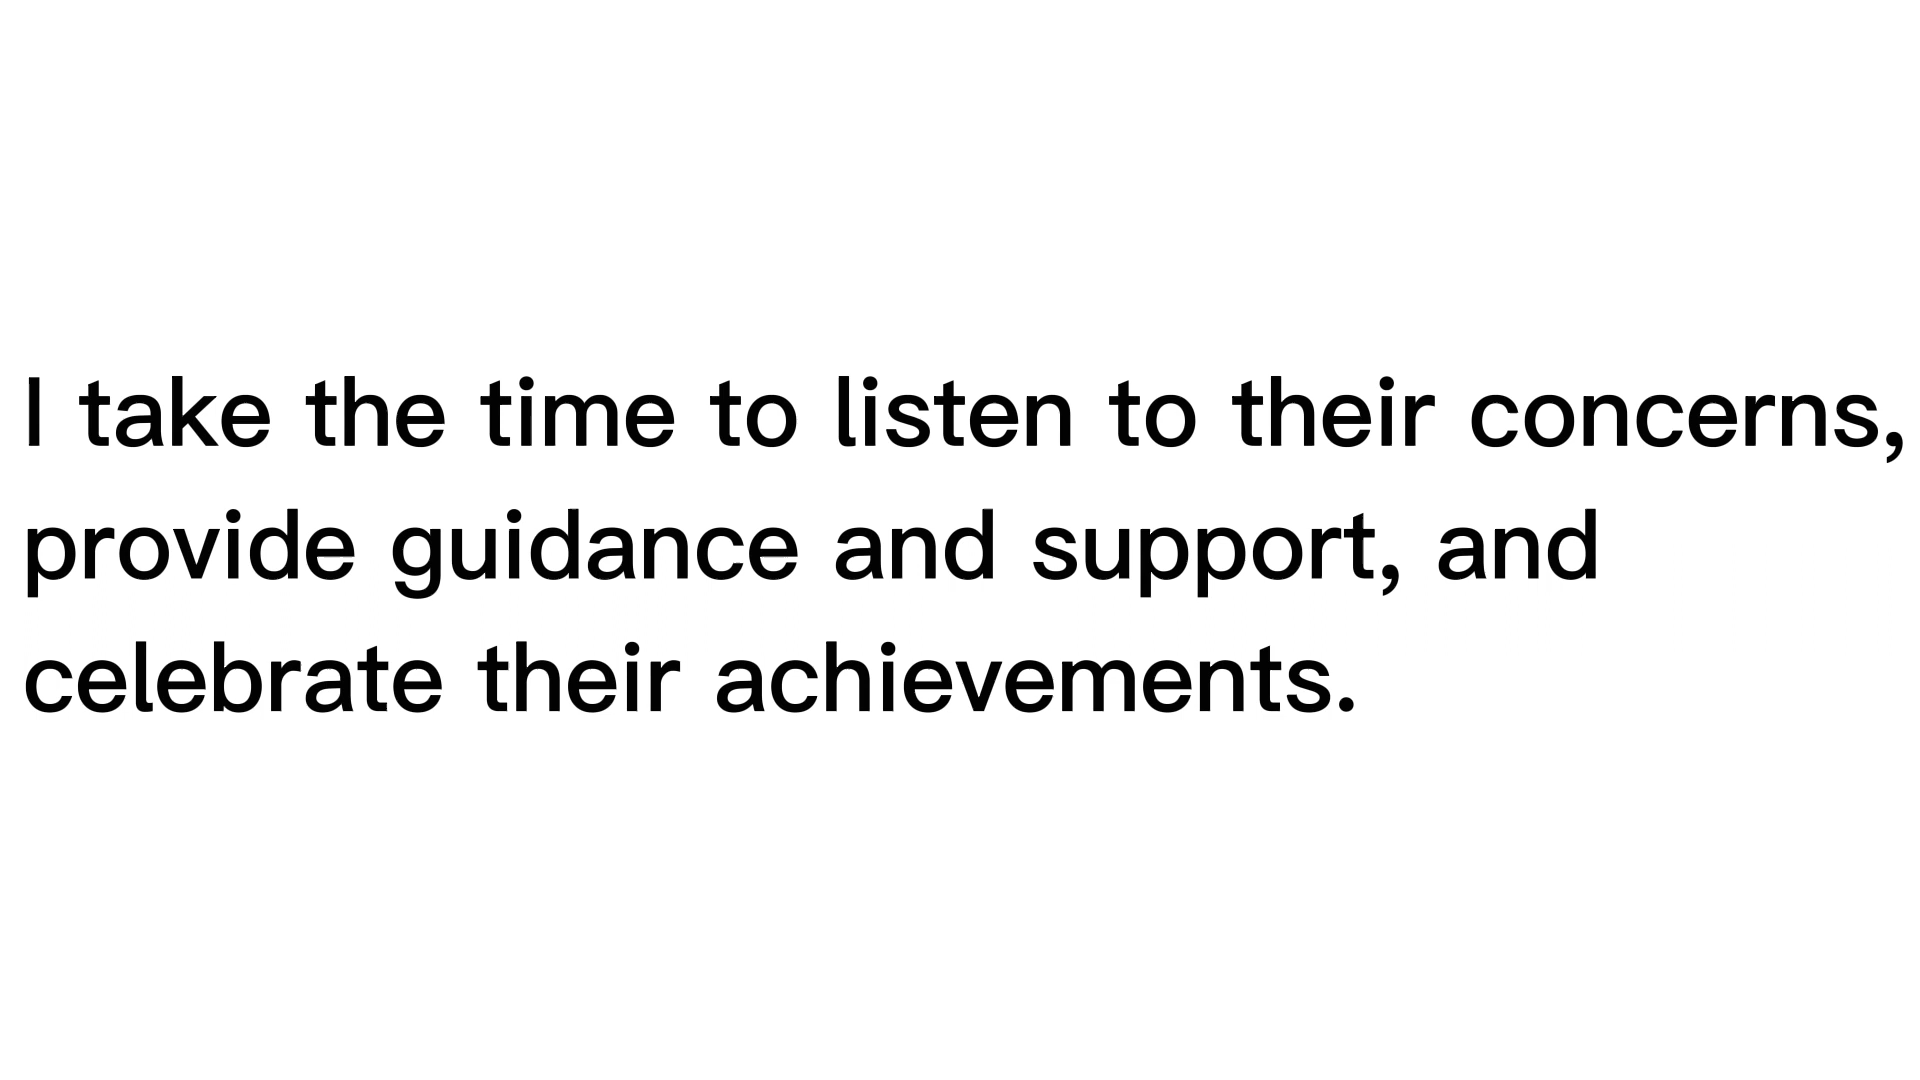 I take the time to listen to their concerns,
provide guidance and support, and
celebrate their achievements.